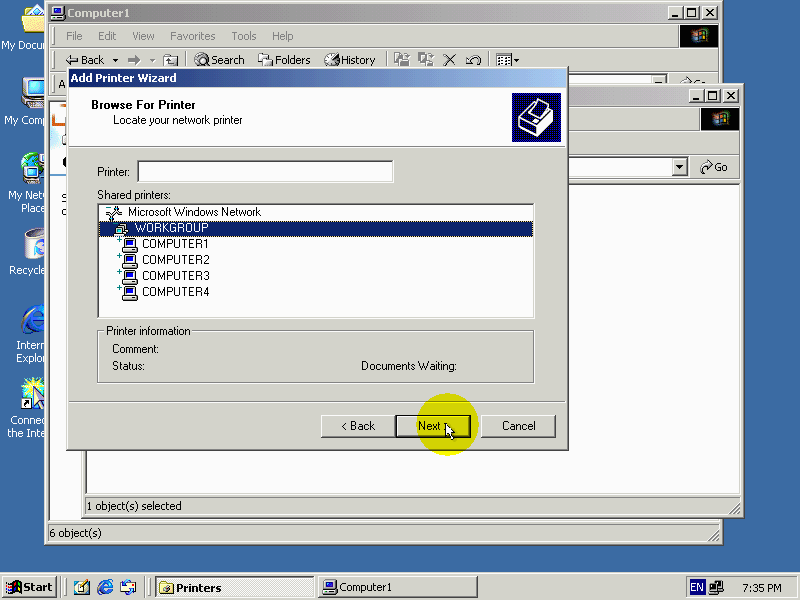 Computer1
File Edit View Favorites Tools Help
Back Search Folders History
A
Go
Add Printer Wizard
Browse For Printer
Locate your network printer
Printer:
Shared printers:
Microsoft Windows Network
WORKGROUP
COMPUTER1
COMPUTER2
COMPUTER3
COMPUTER4
Printer information
Comment:
Status: Documents Waiting:
< Back Next Cancel
1 object(s) selected
6 object(s)
My Docu
My Comp
My Net
Place
Recycle
Intern
Explo
Connec
the Inte
Start Printers Computer1 EN 7:35 PM